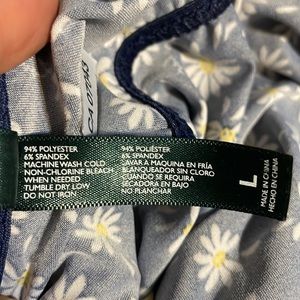 94% POLYESTER
6% SPANDEX
MACHINE WASH COLD
NON-CHLORINE BLEACH
WHEN NEEDED
TUMBLE DRY LOW
DO NOT IRON
94% POLIÉSTER
6% SPANDEX
LAVAR A MAQUINA EN FRÍA
BLANQUEADOR SIN CLORO
CUANDO SE REQUIRA
SECADORA EN BAJO
NO PLANCHAR
L
MADE IN CHINA
HECHO EN CHINA